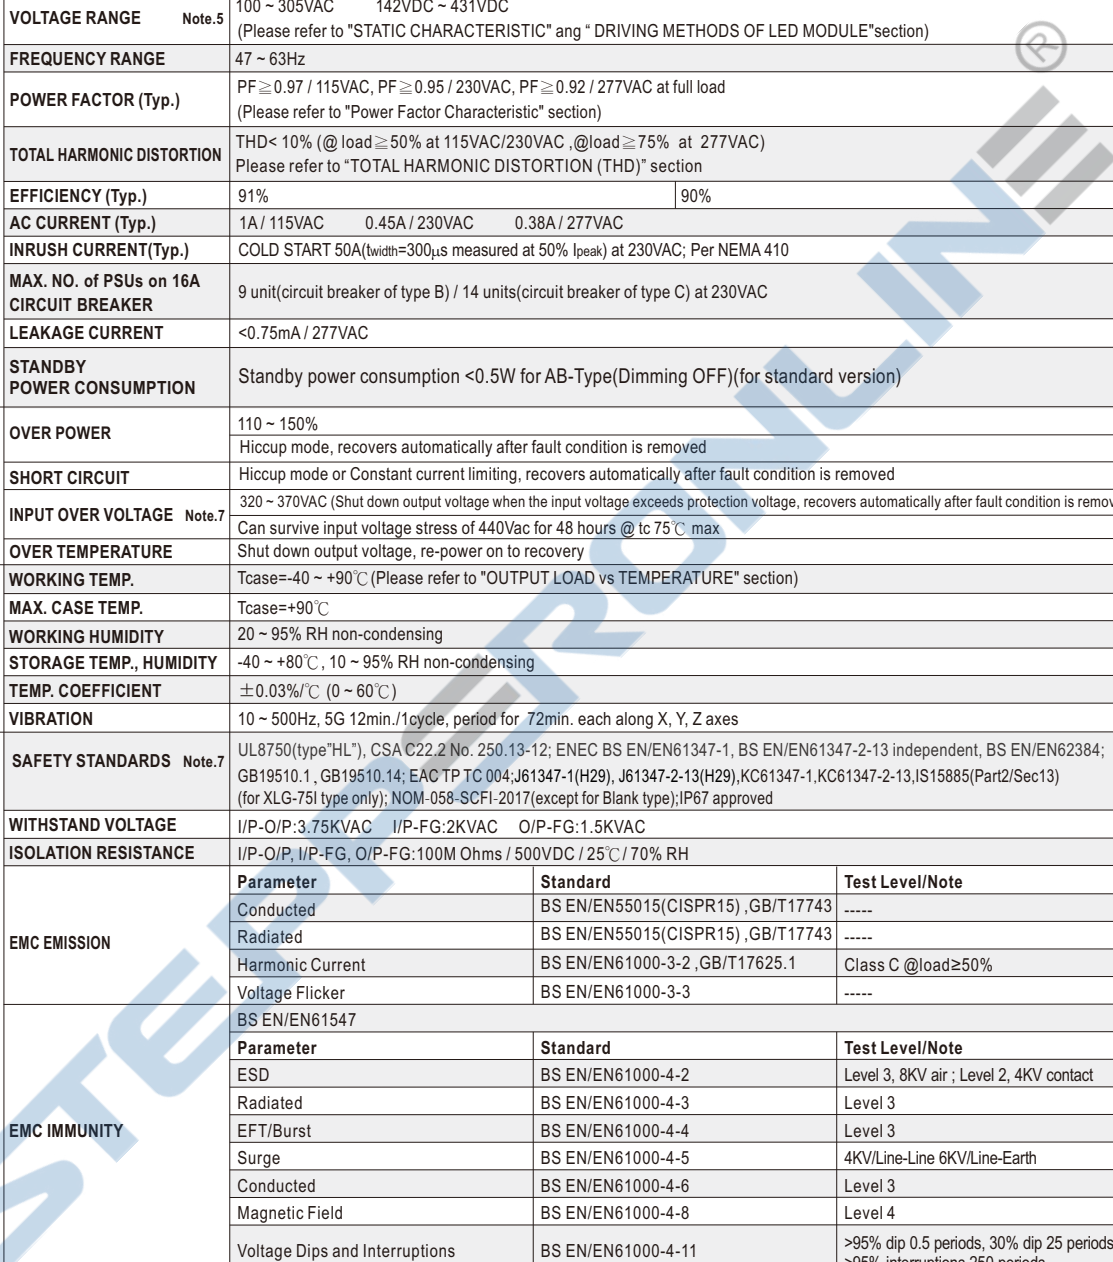 VOLTAGE RANGE Note.5 100 ~ 305VAC 142VDC ~ 431VDC
(Please refer to "STATIC CHARACTERISTIC" ang “ DRIVING METHODS OF LED MODULE"section)
FREQUENCY RANGE 47 ~ 63Hz
POWER FACTOR (Typ.) PF≧0.97 / 115VAC, PF≧0.95 / 230VAC, PF≧0.92 / 277VAC at full load
(Please refer to "Power Factor Characteristic" section)
TOTAL HARMONIC DISTORTION THD< 10% (@ load≧50% at 115VAC/230VAC ,@load≧75% at 277VAC)
Please refer to “TOTAL HARMONIC DISTORTION (THD)” section
EFFICIENCY (Typ.) 91% 90%
AC CURRENT (Typ.) 1A / 115VAC 0.45A / 230VAC 0.38A / 277VAC
INRUSH CURRENT(Typ.) COLD START 50A(twidth=300μs measured at 50% Ipeak) at 230VAC; Per NEMA 410
MAX. NO. of PSUs on 16A
CIRCUIT BREAKER
9 unit(circuit breaker of type B) / 14 units(circuit breaker of type C) at 230VAC
LEAKAGE CURRENT <0.75mA / 277VAC
STANDBY
POWER CONSUMPTION
Standby power consumption <0.5W for AB-Type(Dimming OFF)(for standard version)
OVER POWER 110 ~ 150%
Hiccup mode, recovers automatically after fault condition is removed
SHORT CIRCUIT Hiccup mode or Constant current limiting, recovers automatically after fault condition is removed
INPUT OVER VOLTAGE Note.7 320 ~ 370VAC (Shut down output voltage when the input voltage exceeds protection voltage, recovers automatically after fault condition is remov
Can survive input voltage stress of 440Vac for 48 hours @ tc 75℃ max
OVER TEMPERATURE Shut down output voltage, re-power on to recovery
WORKING TEMP. Tcase=-40 ~ +90℃ (Please refer to "OUTPUT LOAD vs TEMPERATURE" section)
MAX. CASE TEMP. Tcase=+90℃
WORKING HUMIDITY 20 ~ 95% RH non-condensing
STORAGE TEMP., HUMIDITY -40 ~ +80℃ , 10 ~ 95% RH non-condensing
TEMP. COEFFICIENT ±0.03%/℃ (0 ~ 60℃)
VIBRATION 10 ~ 500Hz, 5G 12min./1cycle, period for 72min. each along X, Y, Z axes
SAFETY STANDARDS Note.7 UL8750(type"HL"), CSA C22.2 No. 250.13-12; ENEC BS EN/EN61347-1, BS EN/EN61347-2-13 independent, BS EN/EN62384;
GB19510.1 , GB19510.14; EAC TP TC 004;J61347-1(H29), J61347-2-13(H29),KC61347-1,KC61347-2-13,IS15885(Part2/Sec13)
(for XLG-75I type only); NOM-058-SCFI-2017(except for Blank type);IP67 approved
WITHSTAND VOLTAGE I/P-O/P:3.75KVAC I/P-FG:2KVAC O/P-FG:1.5KVAC
ISOLATION RESISTANCE I/P-O/P, I/P-FG, O/P-FG:100M Ohms / 500VDC / 25℃ / 70% RH
EMC EMISSION
Parameter Standard Test Level/Note
Conducted BS EN/EN55015(CISPR15) ,GB/T17743 -----
Radiated BS EN/EN55015(CISPR15) ,GB/T17743 -----
Harmonic Current BS EN/EN61000-3-2 ,GB/T17625.1 Class C @load≥50%
Voltage Flicker BS EN/EN61000-3-3 -----
EMC IMMUNITY
BS EN/EN61547
Parameter Standard Test Level/Note
ESD BS EN/EN61000-4-2 Level 3, 8KV air ; Level 2, 4KV contact
Radiated BS EN/EN61000-4-3 Level 3
EFT/Burst BS EN/EN61000-4-4 Level 3
Surge BS EN/EN61000-4-5 4KV/Line-Line 6KV/Line-Earth
Conducted BS EN/EN61000-4-6 Level 3
Magnetic Field BS EN/EN61000-4-8 Level 4
Voltage Dips and Interruptions BS EN/EN61000-4-11 >95% dip 0.5 periods, 30% dip 25 periods
>95% interruptions 250 periods
STEPPERONLINE ®